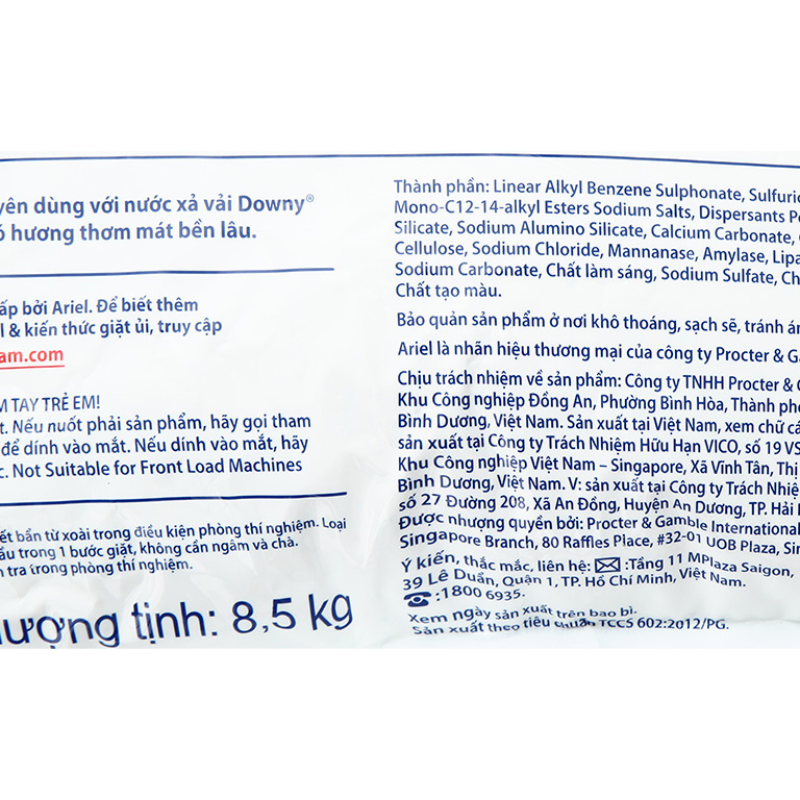 yên dùng với nước xả vải Downy®
ó hương thơm mát bền lâu.
ấp bởi Ariel. Để biết thêm
l & kiến thức giặt ủi, truy cập
am.com
M TAY TRẺ EM!
t. Nếu nuốt phải sản phẩm, hãy gọi tham
để dính vào mắt. Nếu dính vào mắt, hãy
c. Not Suitable for Front Load Machines
ết bẩn từ xoài trong điều kiện phòng thí nghiệm. Loại
ẩu trong 1 bước giặt, không cần ngâm và chà.
n tra trong phòng thí nghiệm.
lượng tịnh: 8,5 kg
Thành phần: Linear Alkyl Benzene Sulphonate, Sulfuric
Mono-C12-14-alkyl Esters Sodium Salts, Dispersants Po
Silicate, Sodium Alumino Silicate, Calcium Carbonate, C
Cellulose, Sodium Chloride, Mannanase, Amylase, Lipa
Sodium Carbonate, Chất làm sáng, Sodium Sulfate, Ch
Chất tạo màu.
Bảo quản sản phẩm ở nơi khô thoáng, sạch sẽ, tránh án
Ariel là nhãn hiệu thương mại của công ty Procter & Ga
Chịu trách nhiệm về sản phẩm: Công ty TNHH Procter & G
Khu Công nghiệp Đồng An, Phường Bình Hòa, Thành phố
Bình Dương, Việt Nam. Sản xuất tại Việt Nam, xem chữ cá
sản xuất tại Công ty Trách Nhiệm Hữu Hạn VICO, số 19 VS
Khu Công nghiệp Việt Nam – Singapore, Xã Vĩnh Tân, Thị
Bình Dương, Việt Nam. V: sản xuất tại Công ty Trách Nhiệ
số 27 Đường 208, Xã An Đồng, Huyện An Dương, TP. Hải P
Được nhượng quyền bởi: Procter & Gamble International
Singapore Branch, 80 Raffles Place, #32-01 UOB Plaza, Sin
Ý kiến, thắc mắc, liên hệ: ✉:Tầng 11 MPlaza Saigon,
39 Lê Duẩn, Quận 1, TP. Hồ Chí Minh, Việt Nam.
☎:1800 6935.
Xem ngày sản xuất trên bao bì.
Sản xuất theo tiêu chuẩn TCCS 602:2012/PG.